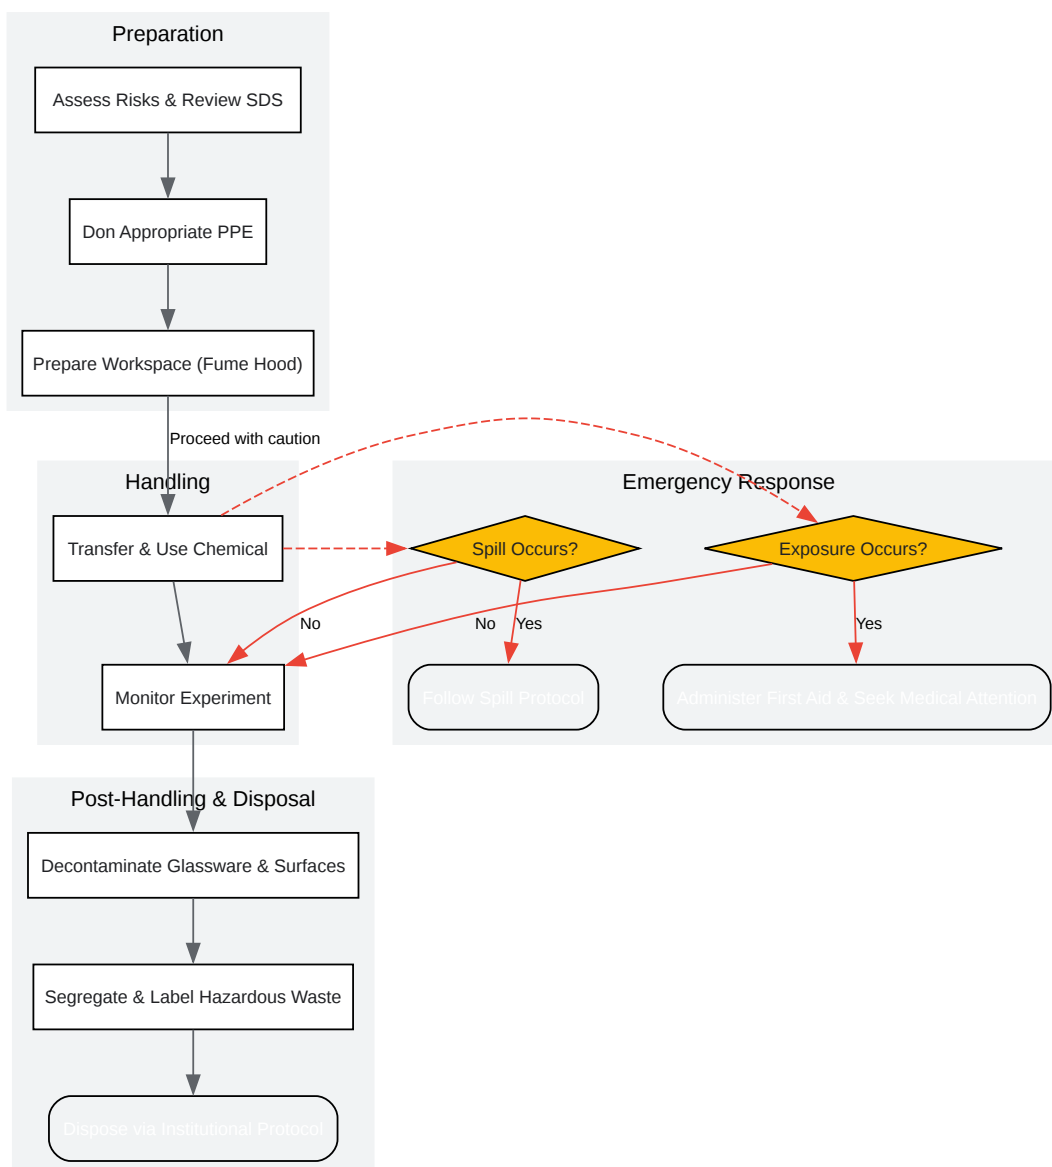 Preparation
Assess Risks & Review SDS
Don Appropriate PPE
Prepare Workspace (Fume Hood)
Proceed with caution
Handling
Emergency Response
Transfer & Use Chemical
Spill Occurs?
Exposure Occurs?
No
No
Yes
Yes
Monitor Experiment
Follow Spill Protocol
Administer First Aid & Seek Medical Attention
Post-Handling & Disposal
Decontaminate Glassware & Surfaces
Segregate & Label Hazardous Waste
Dispose via Institutional Protocol